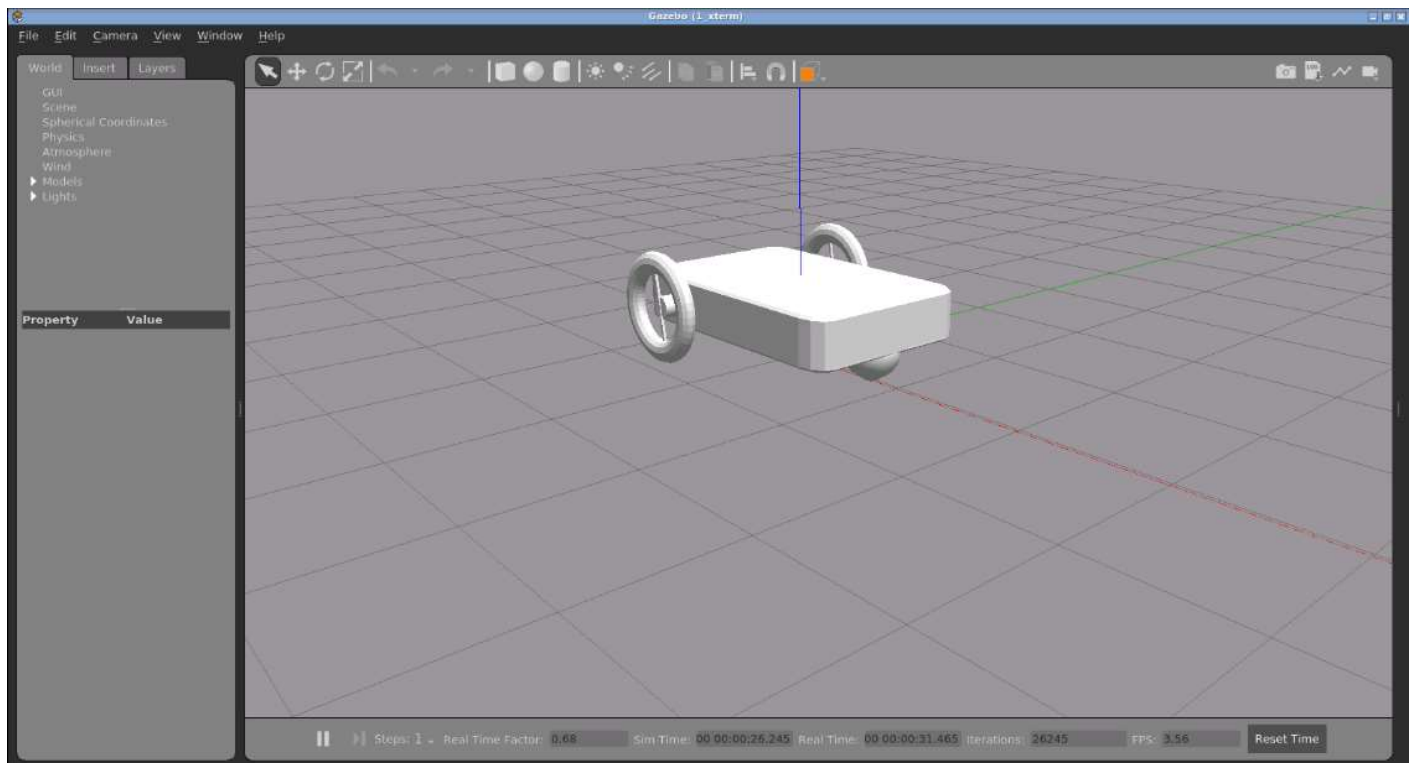 Gazebo (1_xterm)
File Edit Camera View Window Help
World Insert Layers
GUI
Scene
Spherical Coordinates
Physics
Atmosphere
Wind
Models
Lights
Property Value
Steps: 1 Real Time Factor: 0.68 Sim Time: 00 00:00:26.245 Real Time: 00 00:00:31.465 Iterations: 26245 FPS: 3.56 Reset Time